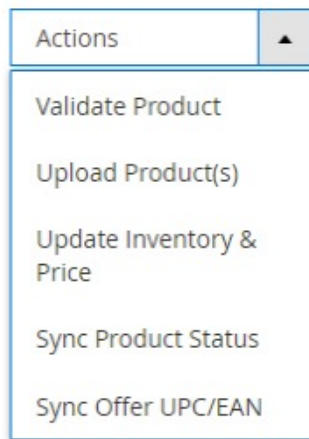 Actions
Validate Product
Upload Product(s)
Update Inventory &
Price
Sync Product Status
Sync Offer UPC/EAN